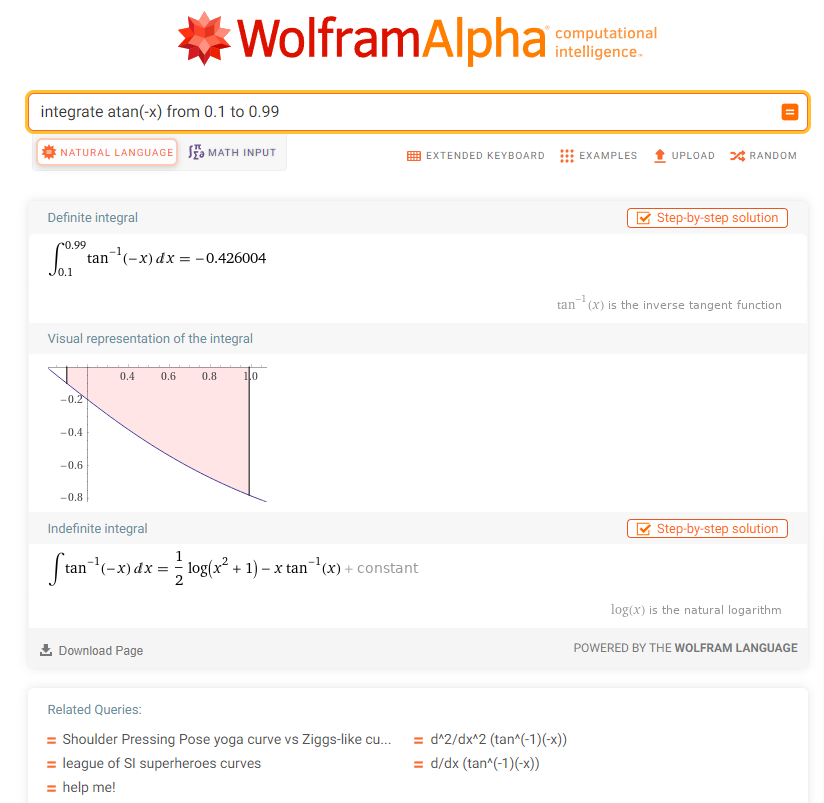 WolframAlpha computational intelligence™
integrate atan(-x) from 0.1 to 0.99
NATURAL LANGUAGE
MATH INPUT
EXTENDED KEYBOARD
EXAMPLES
UPLOAD
RANDOM
Definite integral
Step-by-step solution
∫_{0.1}^{0.99} tan⁻¹(−x) dx = −0.426004
tan⁻¹(x) is the inverse tangent function
Visual representation of the integral
0.4 0.6 0.8 1.0
−0.2
−0.4
−0.6
−0.8
Indefinite integral
Step-by-step solution
∫ tan⁻¹(−x) dx = 1/2 log(x² + 1) − x tan⁻¹(x) + constant
log(x) is the natural logarithm
Download Page
POWERED BY THE WOLFRAM LANGUAGE
Related Queries:
Shoulder Pressing Pose yoga curve vs Ziggs-like cu...
d^2/dx^2 (tan^(-1)(-x))
league of SI superheroes curves
d/dx (tan^(-1)(-x))
help me!